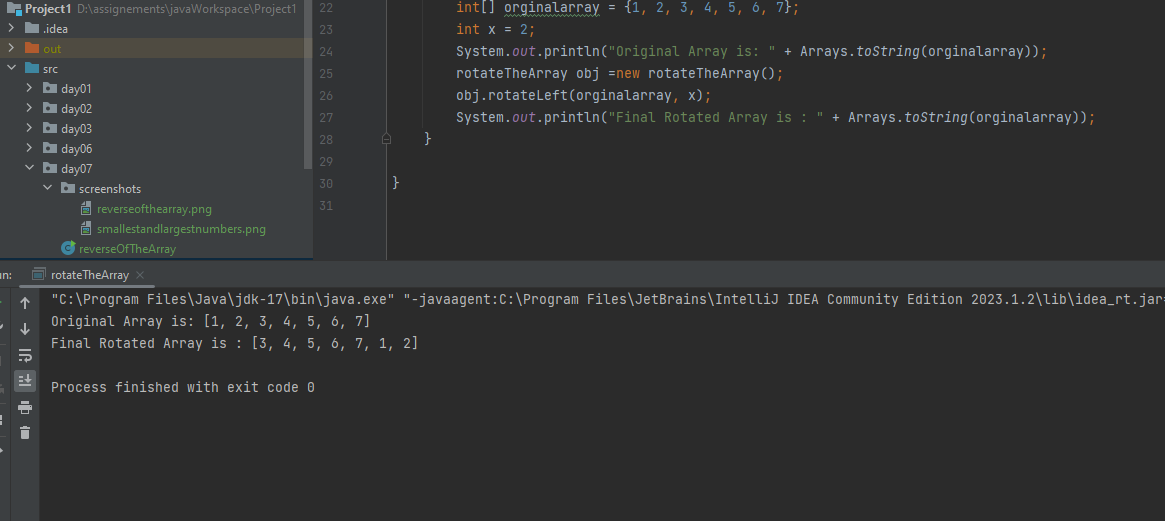 Project1 D:\assignements\javaWorkspace\Project1
.idea
out
src
day01
day02
day03
day06
day07
screenshots
reverseofthearray.png
smallestandlargestnumbers.png
reverseOfTheArray
22 int[] orginalarray = {1, 2, 3, 4, 5, 6, 7};
23 int x = 2;
24 System.out.println("Original Array is: " + Arrays.toString(orginalarray));
25 rotateTheArray obj =new rotateTheArray();
26 obj.rotateLeft(orginalarray, x);
27 System.out.println("Final Rotated Array is : " + Arrays.toString(orginalarray));
28 }
29
30 }
31
un: rotateTheArray
"C:\Program Files\Java\jdk-17\bin\java.exe" "-javaagent:C:\Program Files\JetBrains\IntelliJ IDEA Community Edition 2023.1.2\lib\idea_rt.jar=
Original Array is: [1, 2, 3, 4, 5, 6, 7]
Final Rotated Array is : [3, 4, 5, 6, 7, 1, 2]
Process finished with exit code 0